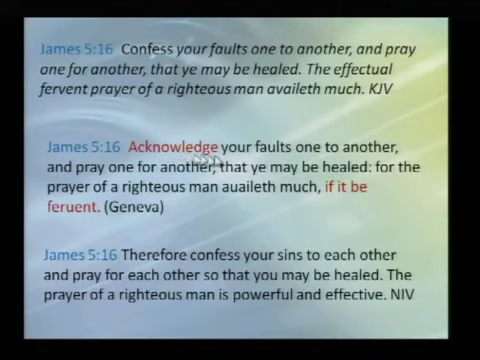 James 5:16 Confess your faults one to another, and pray
one for another, that ye may be healed. The effectual
fervent prayer of a righteous man availeth much. KJV
James 5:16 Acknowledge your faults one to another,
and pray one for another, that ye may be healed: for the
prayer of a righteous man auaileth much, if it be
feruent. (Geneva)
James 5:16 Therefore confess your sins to each other
and pray for each other so that you may be healed. The
prayer of a righteous man is powerful and effective. NIV